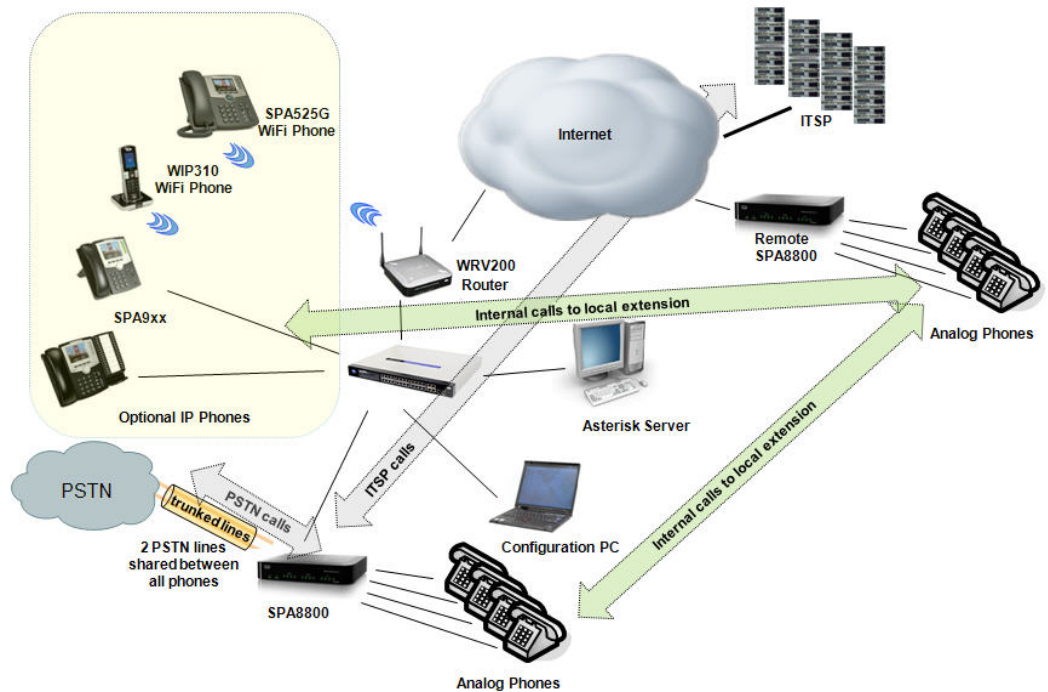 SPA525G
WiFi Phone
WIP310
WiFi Phone
SPA9xx
Optional IP Phones
Internet
ITSP
Remote
SPA8800
Analog Phones
WRV200
Router
Internal calls to local extension
Asterisk Server
ITSP calls
Internal calls to local extension
PSTN
trunked lines
PSTN calls
2 PSTN lines
shared between
all phones
Configuration PC
SPA8800
Analog Phones